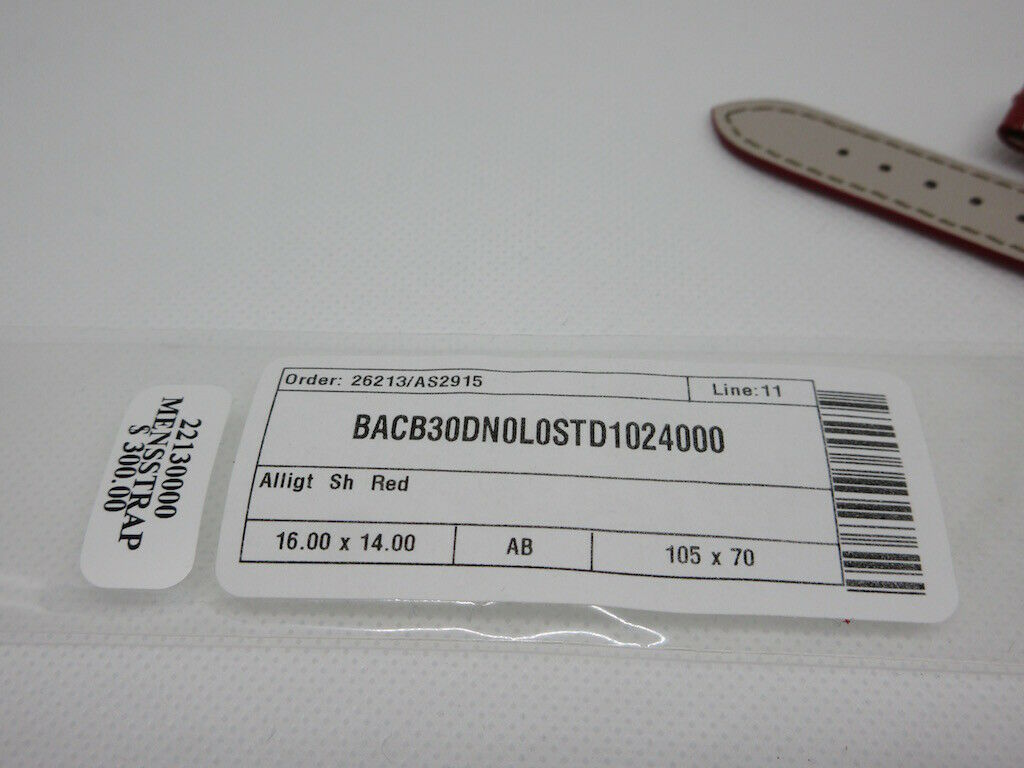 221300000
MENSSTRAP
$ 300.00
Order: 26213/AS2915
Line:11
BACB30DN0L0STD1024000
Alligt Sh Red
16.00 x 14.00
AB
105 x 70